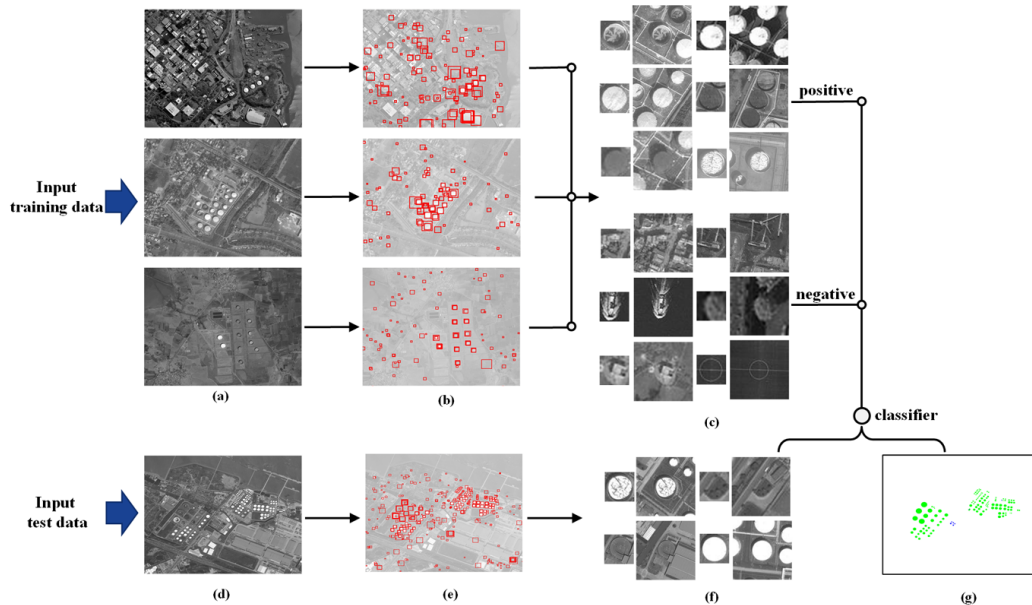 Input
training data
positive
negative
(a)
(b)
(c)
classifier
Input
test data
(d)
(e)
(f)
(g)